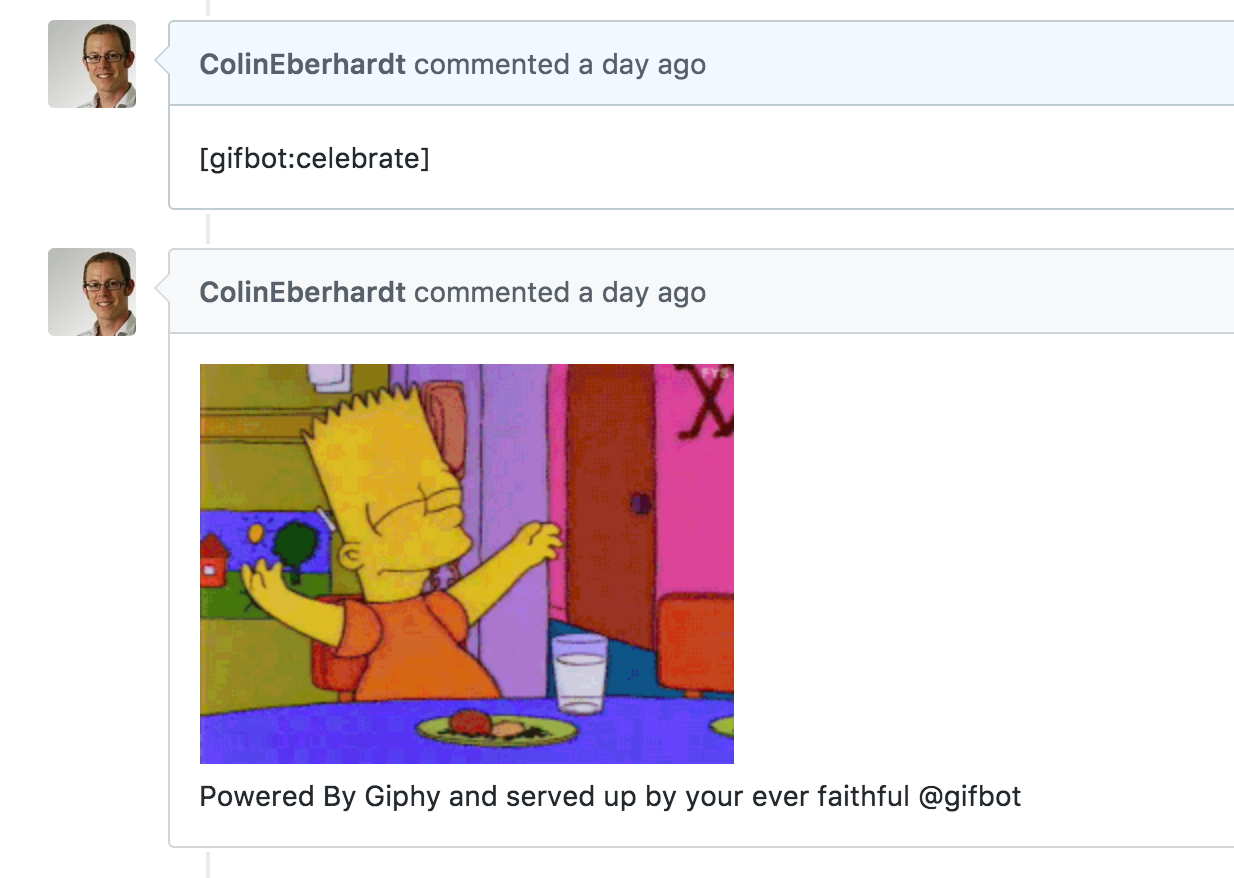 ColinEberhardt commented a day ago
[gifbot:celebrate]
ColinEberhardt commented a day ago
FYS
Powered By Giphy and served up by your ever faithful @gifbot